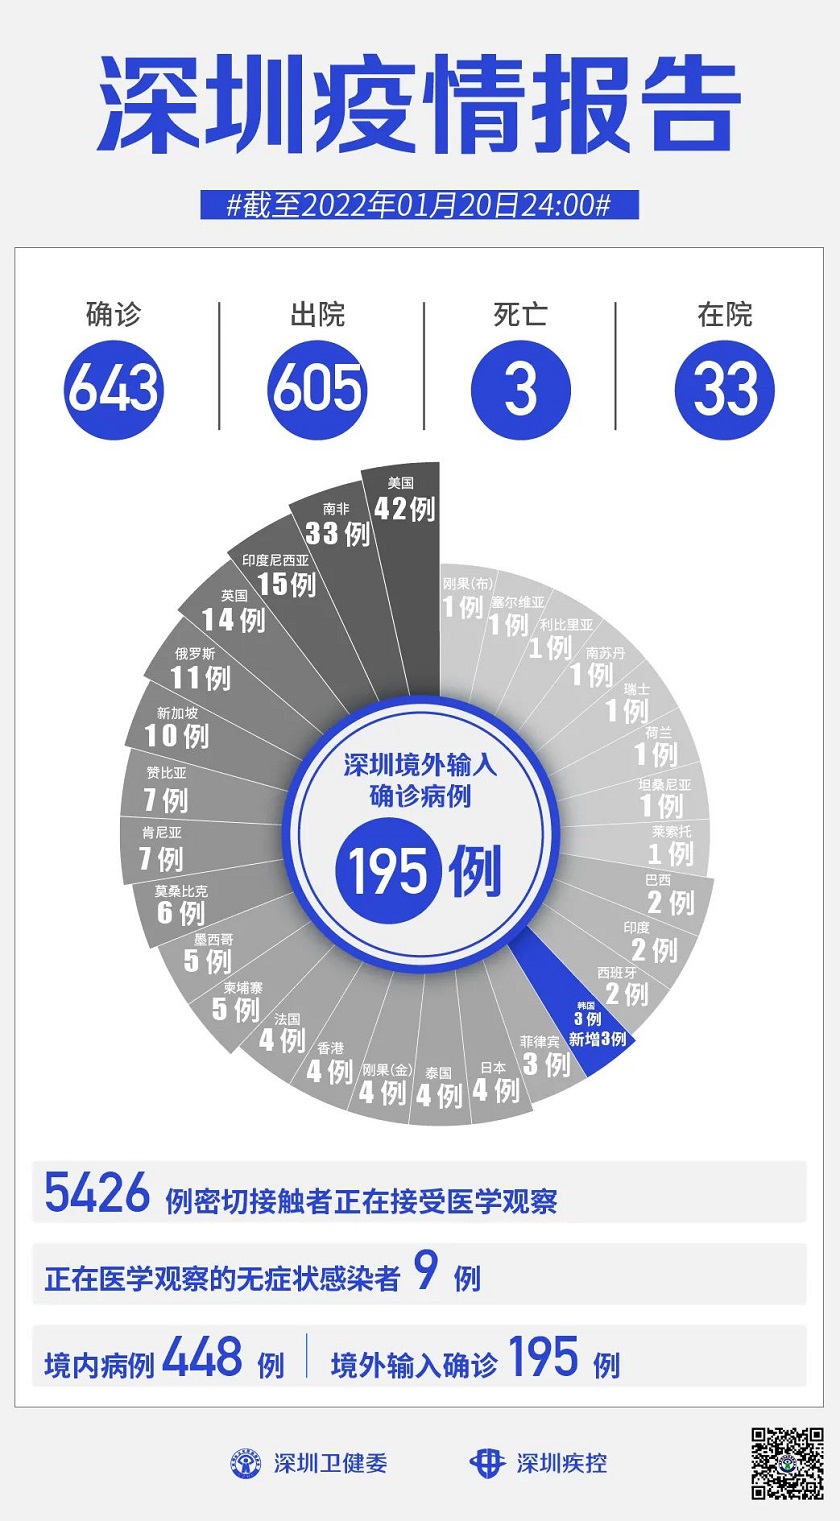 深圳疫情报告
#截至2022年01月20日24:00#
确诊
643
出院
605
死亡
3
在院
33
美国
42例
南非
33例
印度尼西亚
15例
英国
14例
俄罗斯
11例
新加坡
10例
赞比亚
7例
肯尼亚
7例
莫桑比克
6例
墨西哥
5例
柬埔寨
5例
法国
4例
香港
4例
刚果(金)
4例
泰国
4例
日本
4例
菲律宾
3例
韩国
3例
新增3例
西班牙
2例
印度
2例
巴西
2例
莱索托
1例
坦桑尼亚
1例
荷兰
1例
瑞士
1例
南苏丹
1例
利比里亚
1例
塞尔维亚
1例
刚果(布)
1例
深圳境外输入
确诊病例
195例
5426 例密切接触者正在接受医学观察
正在医学观察的无症状感染者 9 例
境内病例 448 例 境外输入确诊 195 例
深圳卫健委 深圳疾控